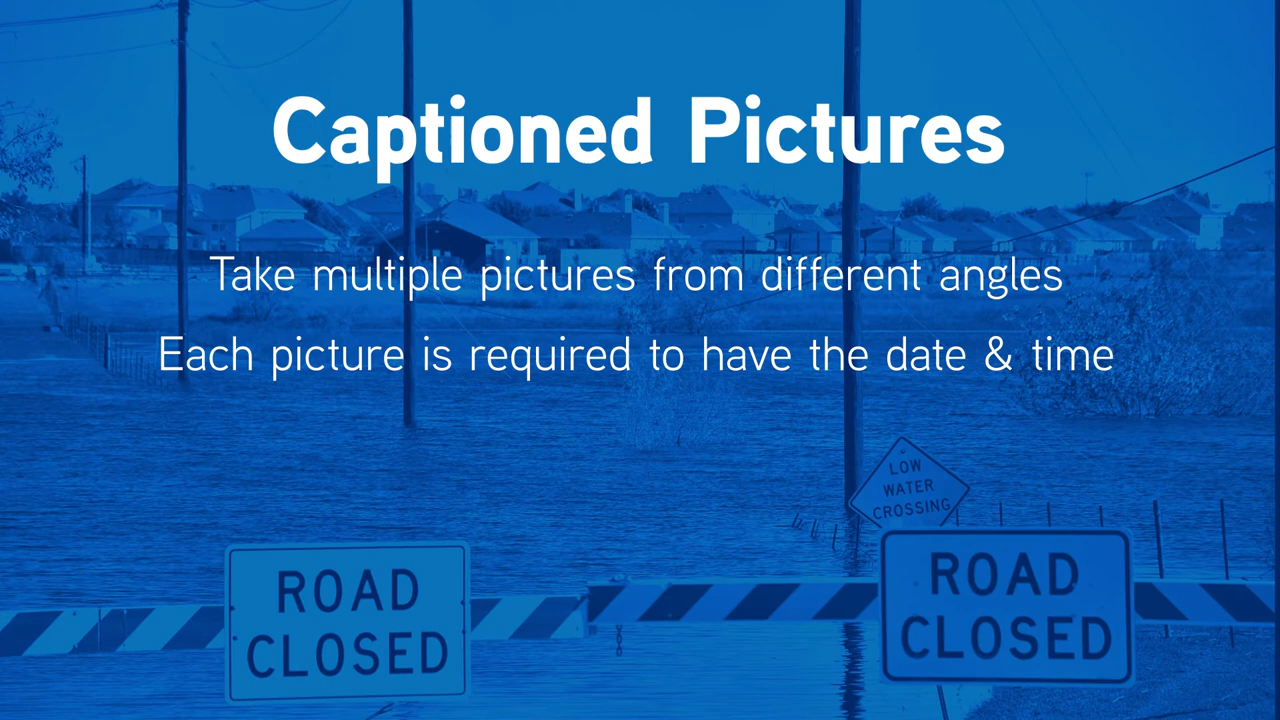 Captioned Pictures
Take multiple pictures from different angles
Each picture is required to have the date & time
LOW
WATER
CROSSING
ROAD
CLOSED
ROAD
CLOSED